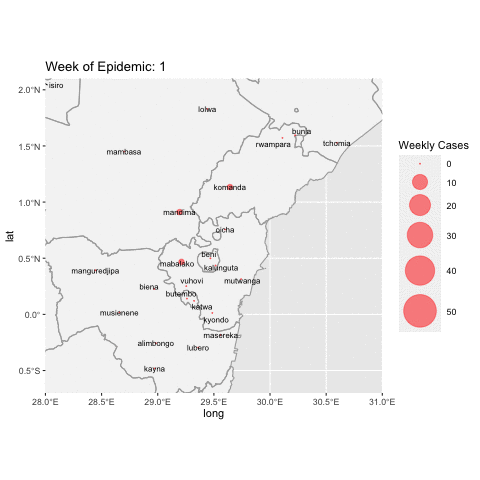 Week of Epidemic: 1
2.0°N
1.5°N
1.0°N
0.5°N
0.0°
0.5°S
lat
isiro
lolwa
bunia
rwampara
tchomia
mambasa
komanda
mandima
oicha
beni
mabalako
kalunguta
manguredjipa
vuhovi
mutwanga
biena
butembo
katwa
musienene
kyondo
masereka
alimbongo
lubero
kayna
28.0°E
28.5°E
29.0°E
29.5°E
30.0°E
30.5°E
31.0°E
long
Weekly Cases
0
10
20
30
40
50